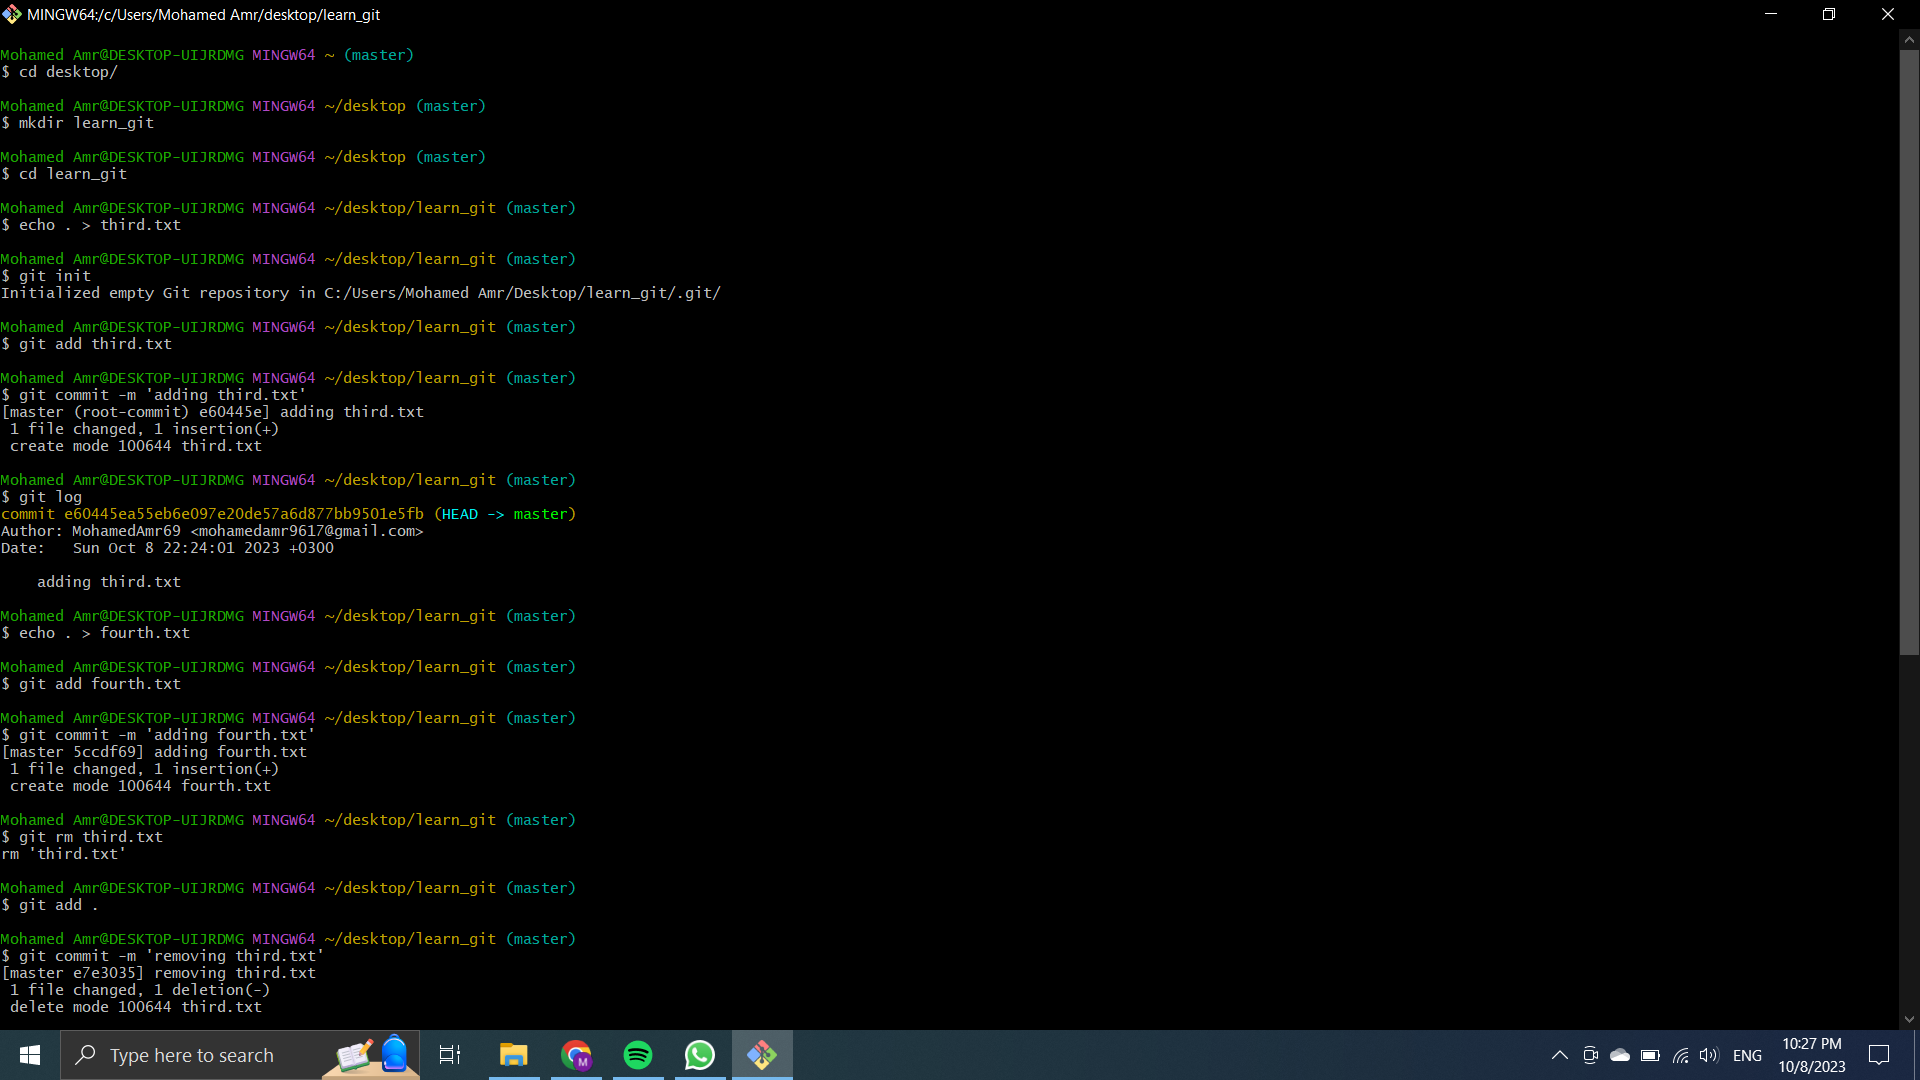 MINGW64:/c/Users/Mohamed Amr/desktop/learn_git
Mohamed Amr@DESKTOP-UIJRDMG MINGW64 ~ (master)
$ cd desktop/
Mohamed Amr@DESKTOP-UIJRDMG MINGW64 ~/desktop (master)
$ mkdir learn_git
Mohamed Amr@DESKTOP-UIJRDMG MINGW64 ~/desktop (master)
$ cd learn_git
Mohamed Amr@DESKTOP-UIJRDMG MINGW64 ~/desktop/learn_git (master)
$ echo . > third.txt
Mohamed Amr@DESKTOP-UIJRDMG MINGW64 ~/desktop/learn_git (master)
$ git init
Initialized empty Git repository in C:/Users/Mohamed Amr/Desktop/learn_git/.git/
Mohamed Amr@DESKTOP-UIJRDMG MINGW64 ~/desktop/learn_git (master)
$ git add third.txt
Mohamed Amr@DESKTOP-UIJRDMG MINGW64 ~/desktop/learn_git (master)
$ git commit -m 'adding third.txt'
[master (root-commit) e60445e] adding third.txt
 1 file changed, 1 insertion(+)
 create mode 100644 third.txt
Mohamed Amr@DESKTOP-UIJRDMG MINGW64 ~/desktop/learn_git (master)
$ git log
commit e60445ea55eb6e097e20de57a6d877bb9501e5fb (HEAD -> master)
Author: MohamedAmr69 <mohamedamr9617@gmail.com>
Date:   Sun Oct 8 22:24:01 2023 +0300
    adding third.txt
Mohamed Amr@DESKTOP-UIJRDMG MINGW64 ~/desktop/learn_git (master)
$ echo . > fourth.txt
Mohamed Amr@DESKTOP-UIJRDMG MINGW64 ~/desktop/learn_git (master)
$ git add fourth.txt
Mohamed Amr@DESKTOP-UIJRDMG MINGW64 ~/desktop/learn_git (master)
$ git commit -m 'adding fourth.txt'
[master 5ccdf69] adding fourth.txt
 1 file changed, 1 insertion(+)
 create mode 100644 fourth.txt
Mohamed Amr@DESKTOP-UIJRDMG MINGW64 ~/desktop/learn_git (master)
$ git rm third.txt
rm 'third.txt'
Mohamed Amr@DESKTOP-UIJRDMG MINGW64 ~/desktop/learn_git (master)
$ git add .
Mohamed Amr@DESKTOP-UIJRDMG MINGW64 ~/desktop/learn_git (master)
$ git commit -m 'removing third.txt'
[master e7e3035] removing third.txt
 1 file changed, 1 deletion(-)
 delete mode 100644 third.txt
Type here to search
M
ENG
10:27 PM
10/8/2023